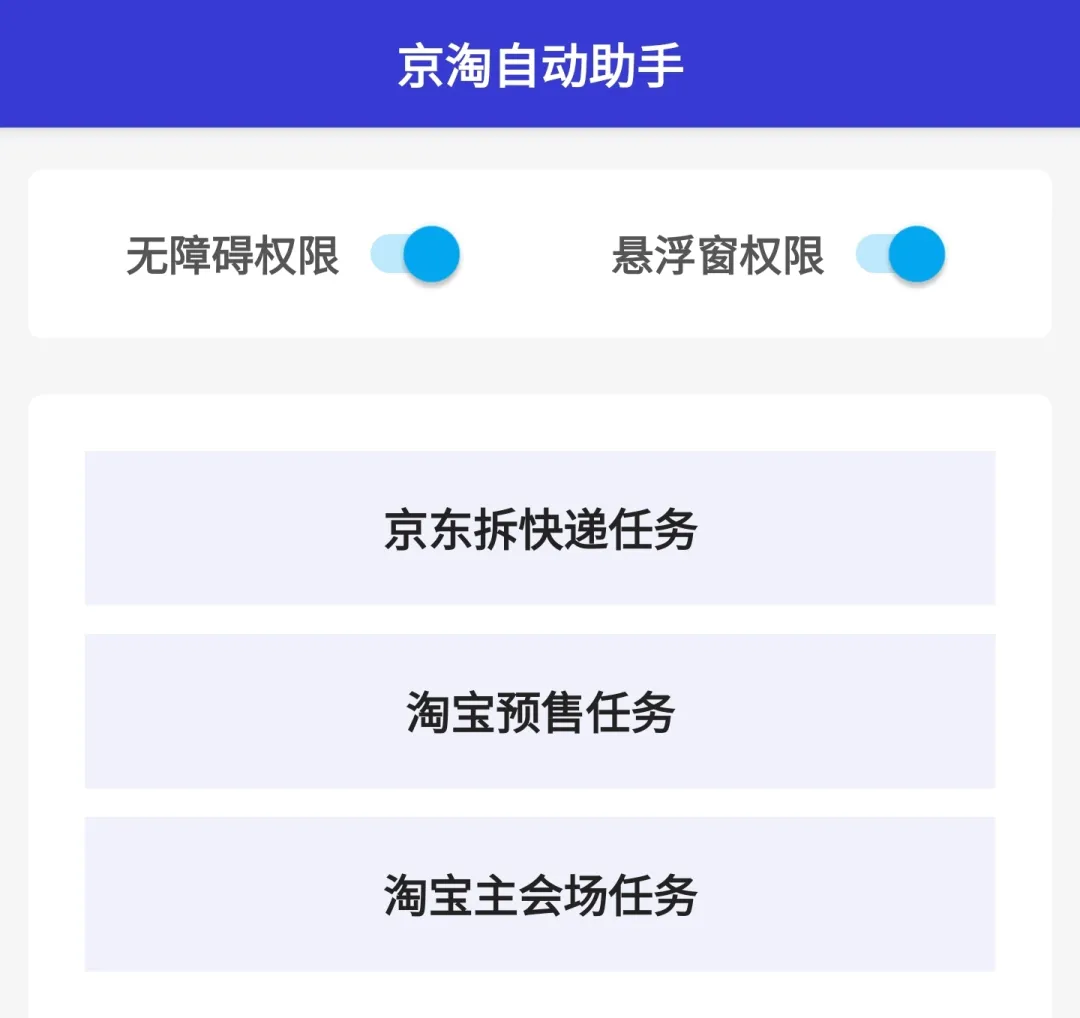 京淘自动助手
无障碍权限 悬浮窗权限
京东拆快递任务
淘宝预售任务
淘宝主会场任务